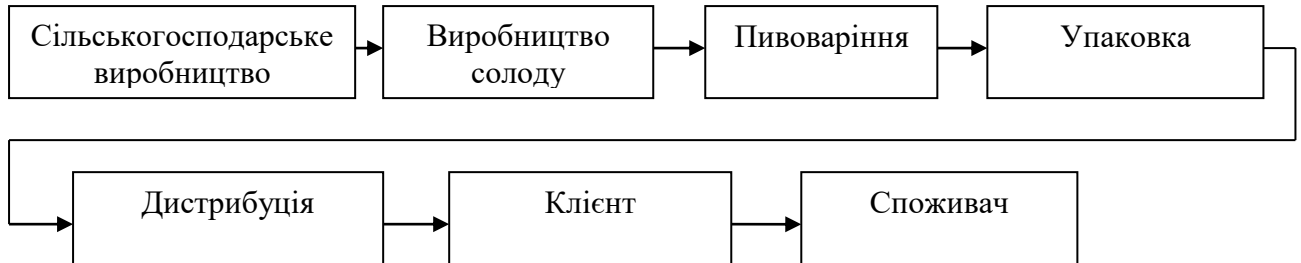 Сільськогосподарське
виробництво
Виробництво
солоду
Пивоваріння
Упаковка
Дистрибуція
Клієнт
Споживач